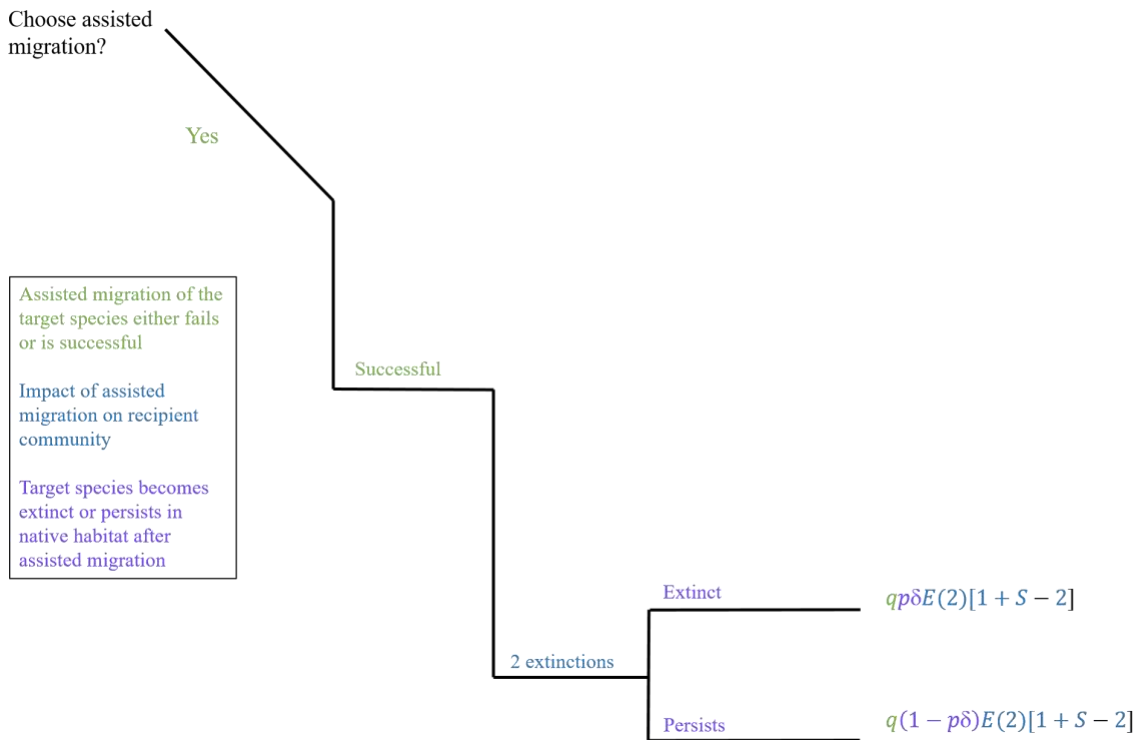 Choose assisted
migration?
Yes
Assisted migration of the
target species either fails
or is successful
Impact of assisted
migration on recipient
community
Target species becomes
extinct or persists in
native habitat after
assisted migration
Successful
2 extinctions
Extinct
qpδE(2)[1 + S − 2]
Persists
q(1 − pδ)E(2)[1 + S − 2]